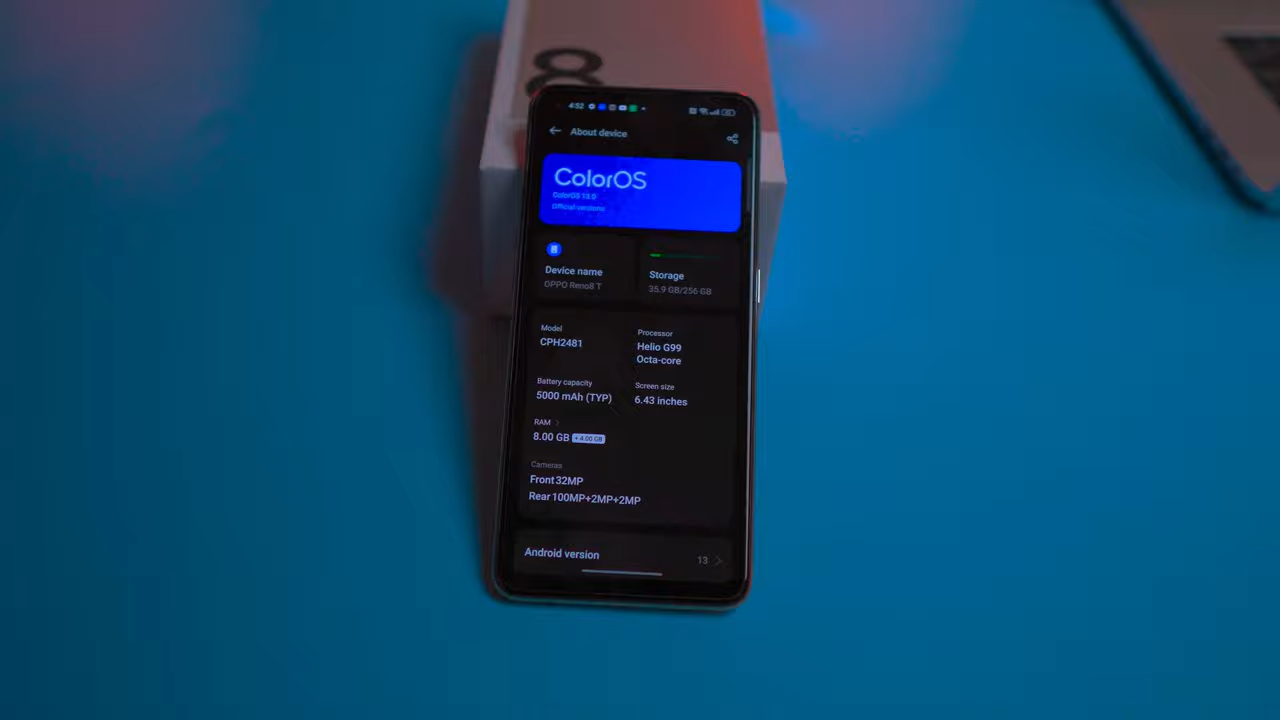 8
4:52
About device
ColorOS
ColorOS 13.0
Official versions
Device name
OPPO Reno8 T
Storage
35.9 GB/256 GB
Model
CPH2481
Processor
Helio G99
Octa-core
Battery capacity
5000 mAh (TYP)
Screen size
6.43 inches
RAM
8.00 GB + 4.00 GB
Cameras
Front 32MP
Rear 100MP+2MP+2MP
Android version
13